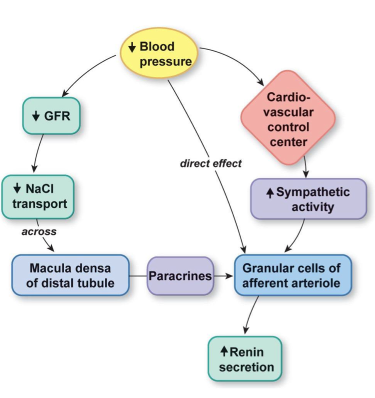 ↓ Blood
pressure
↓ GFR
Cardio-
vascular
control
center
direct effect
↓ NaCl
transport
↑ Sympathetic
activity
across
Macula densa
of distal tubule
Paracrines
Granular cells of
afferent arteriole
↑ Renin
secretion